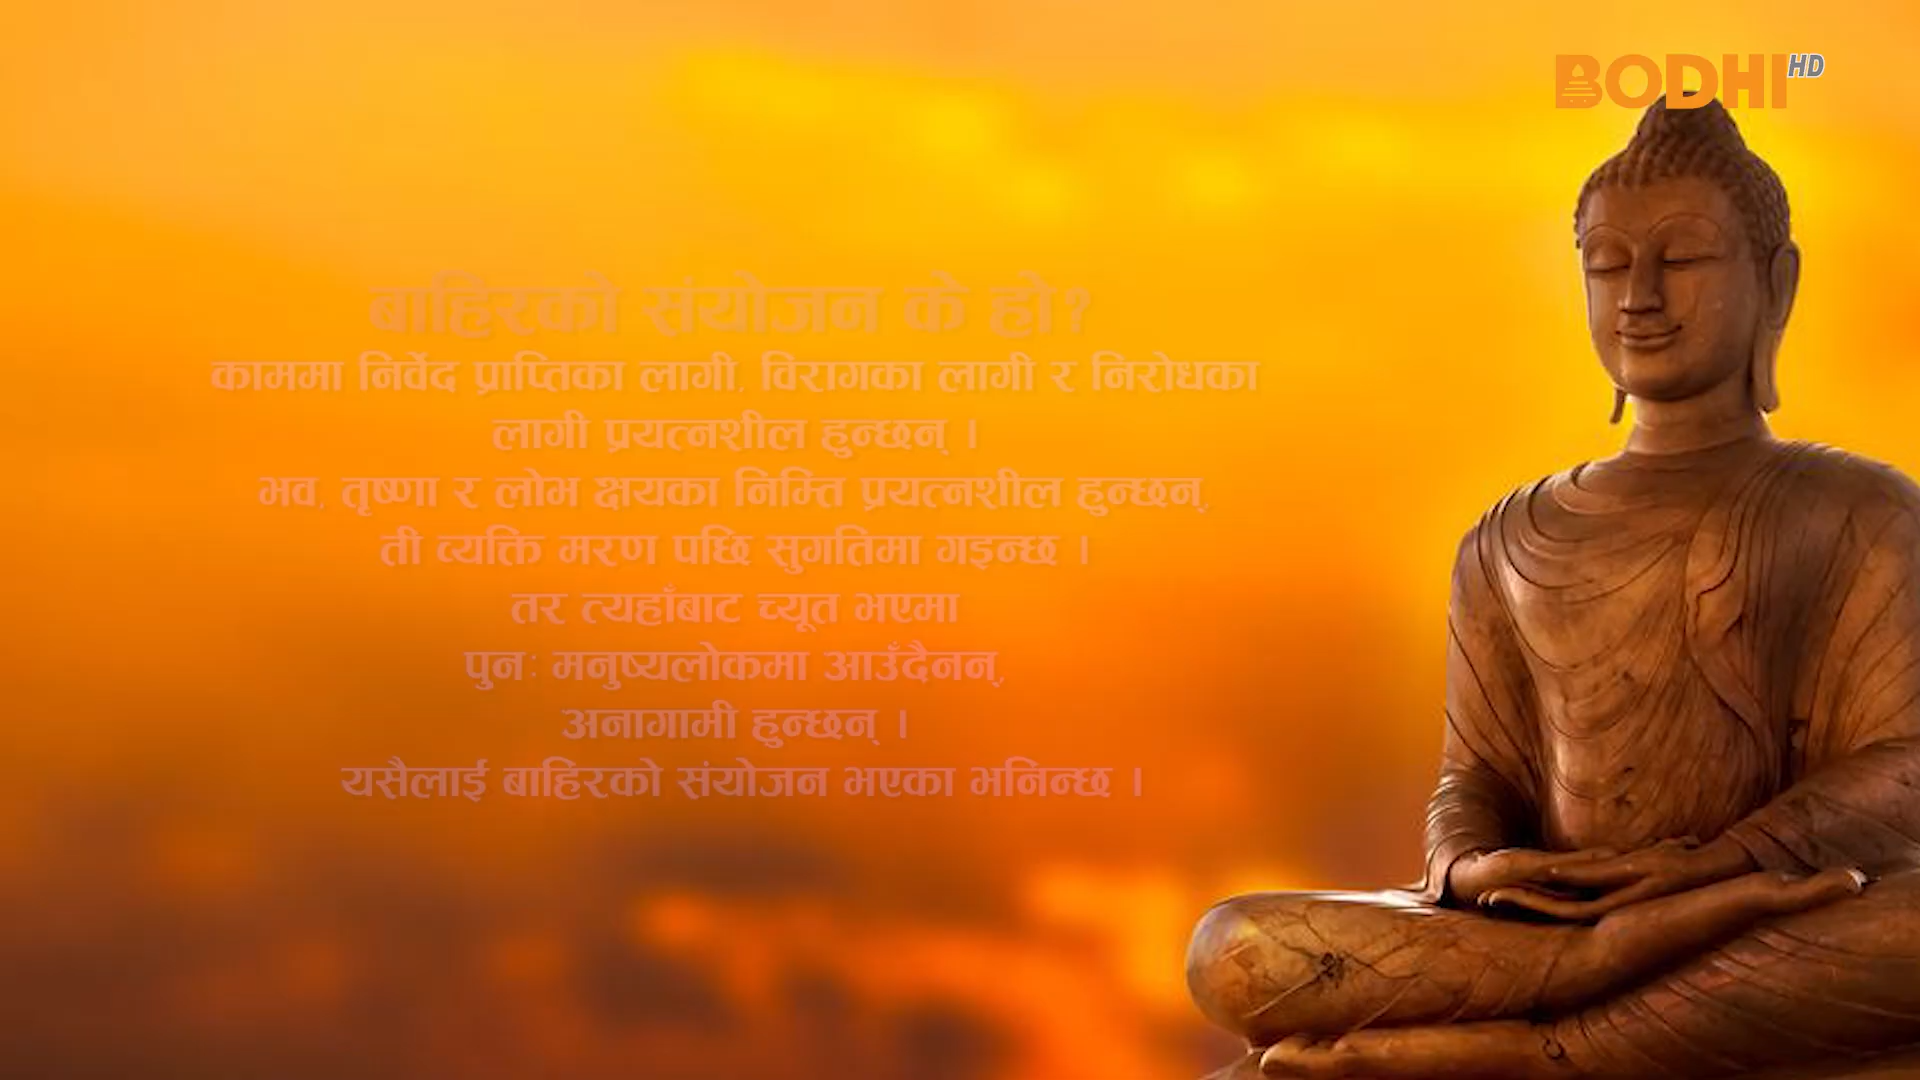 BODHI HD
बाहिरको संयोजन के हो?
काममा निर्वेद प्राप्तिका लागी, विरागका लागी र निरोधका
लागी प्रयत्नशील हुन्छन् ।
भव, तृष्णा र लोभ क्षयका निम्ति प्रयत्नशील हुन्छन्,
ती व्यक्ति मरण पछि सुगतिमा गइन्छ ।
तर त्यहाँबाट च्यूत भएमा
पुनः मनुष्यलोकमा आउँदैनन्,
अनागामी हुन्छन् ।
यसैलाई बाहिरको संयोजन भएका भनिन्छ ।